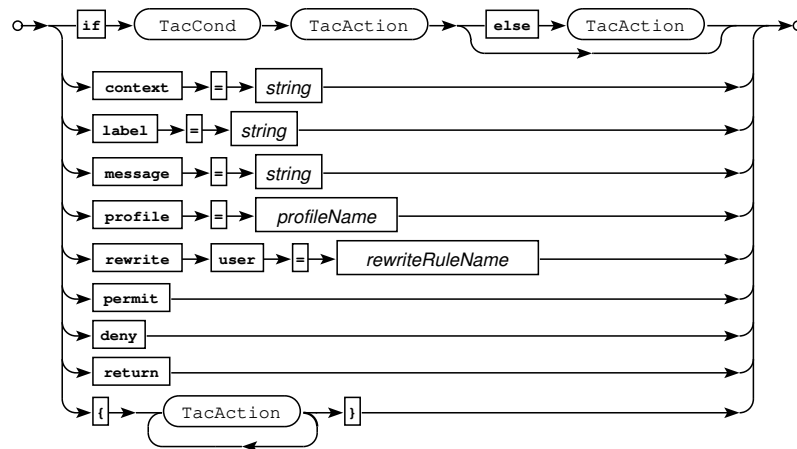 if TacCond TacAction else TacAction
context = string
label = string
message = string
profile = profileName
rewrite user = rewriteRuleName
permit
deny
return
{ TacAction }